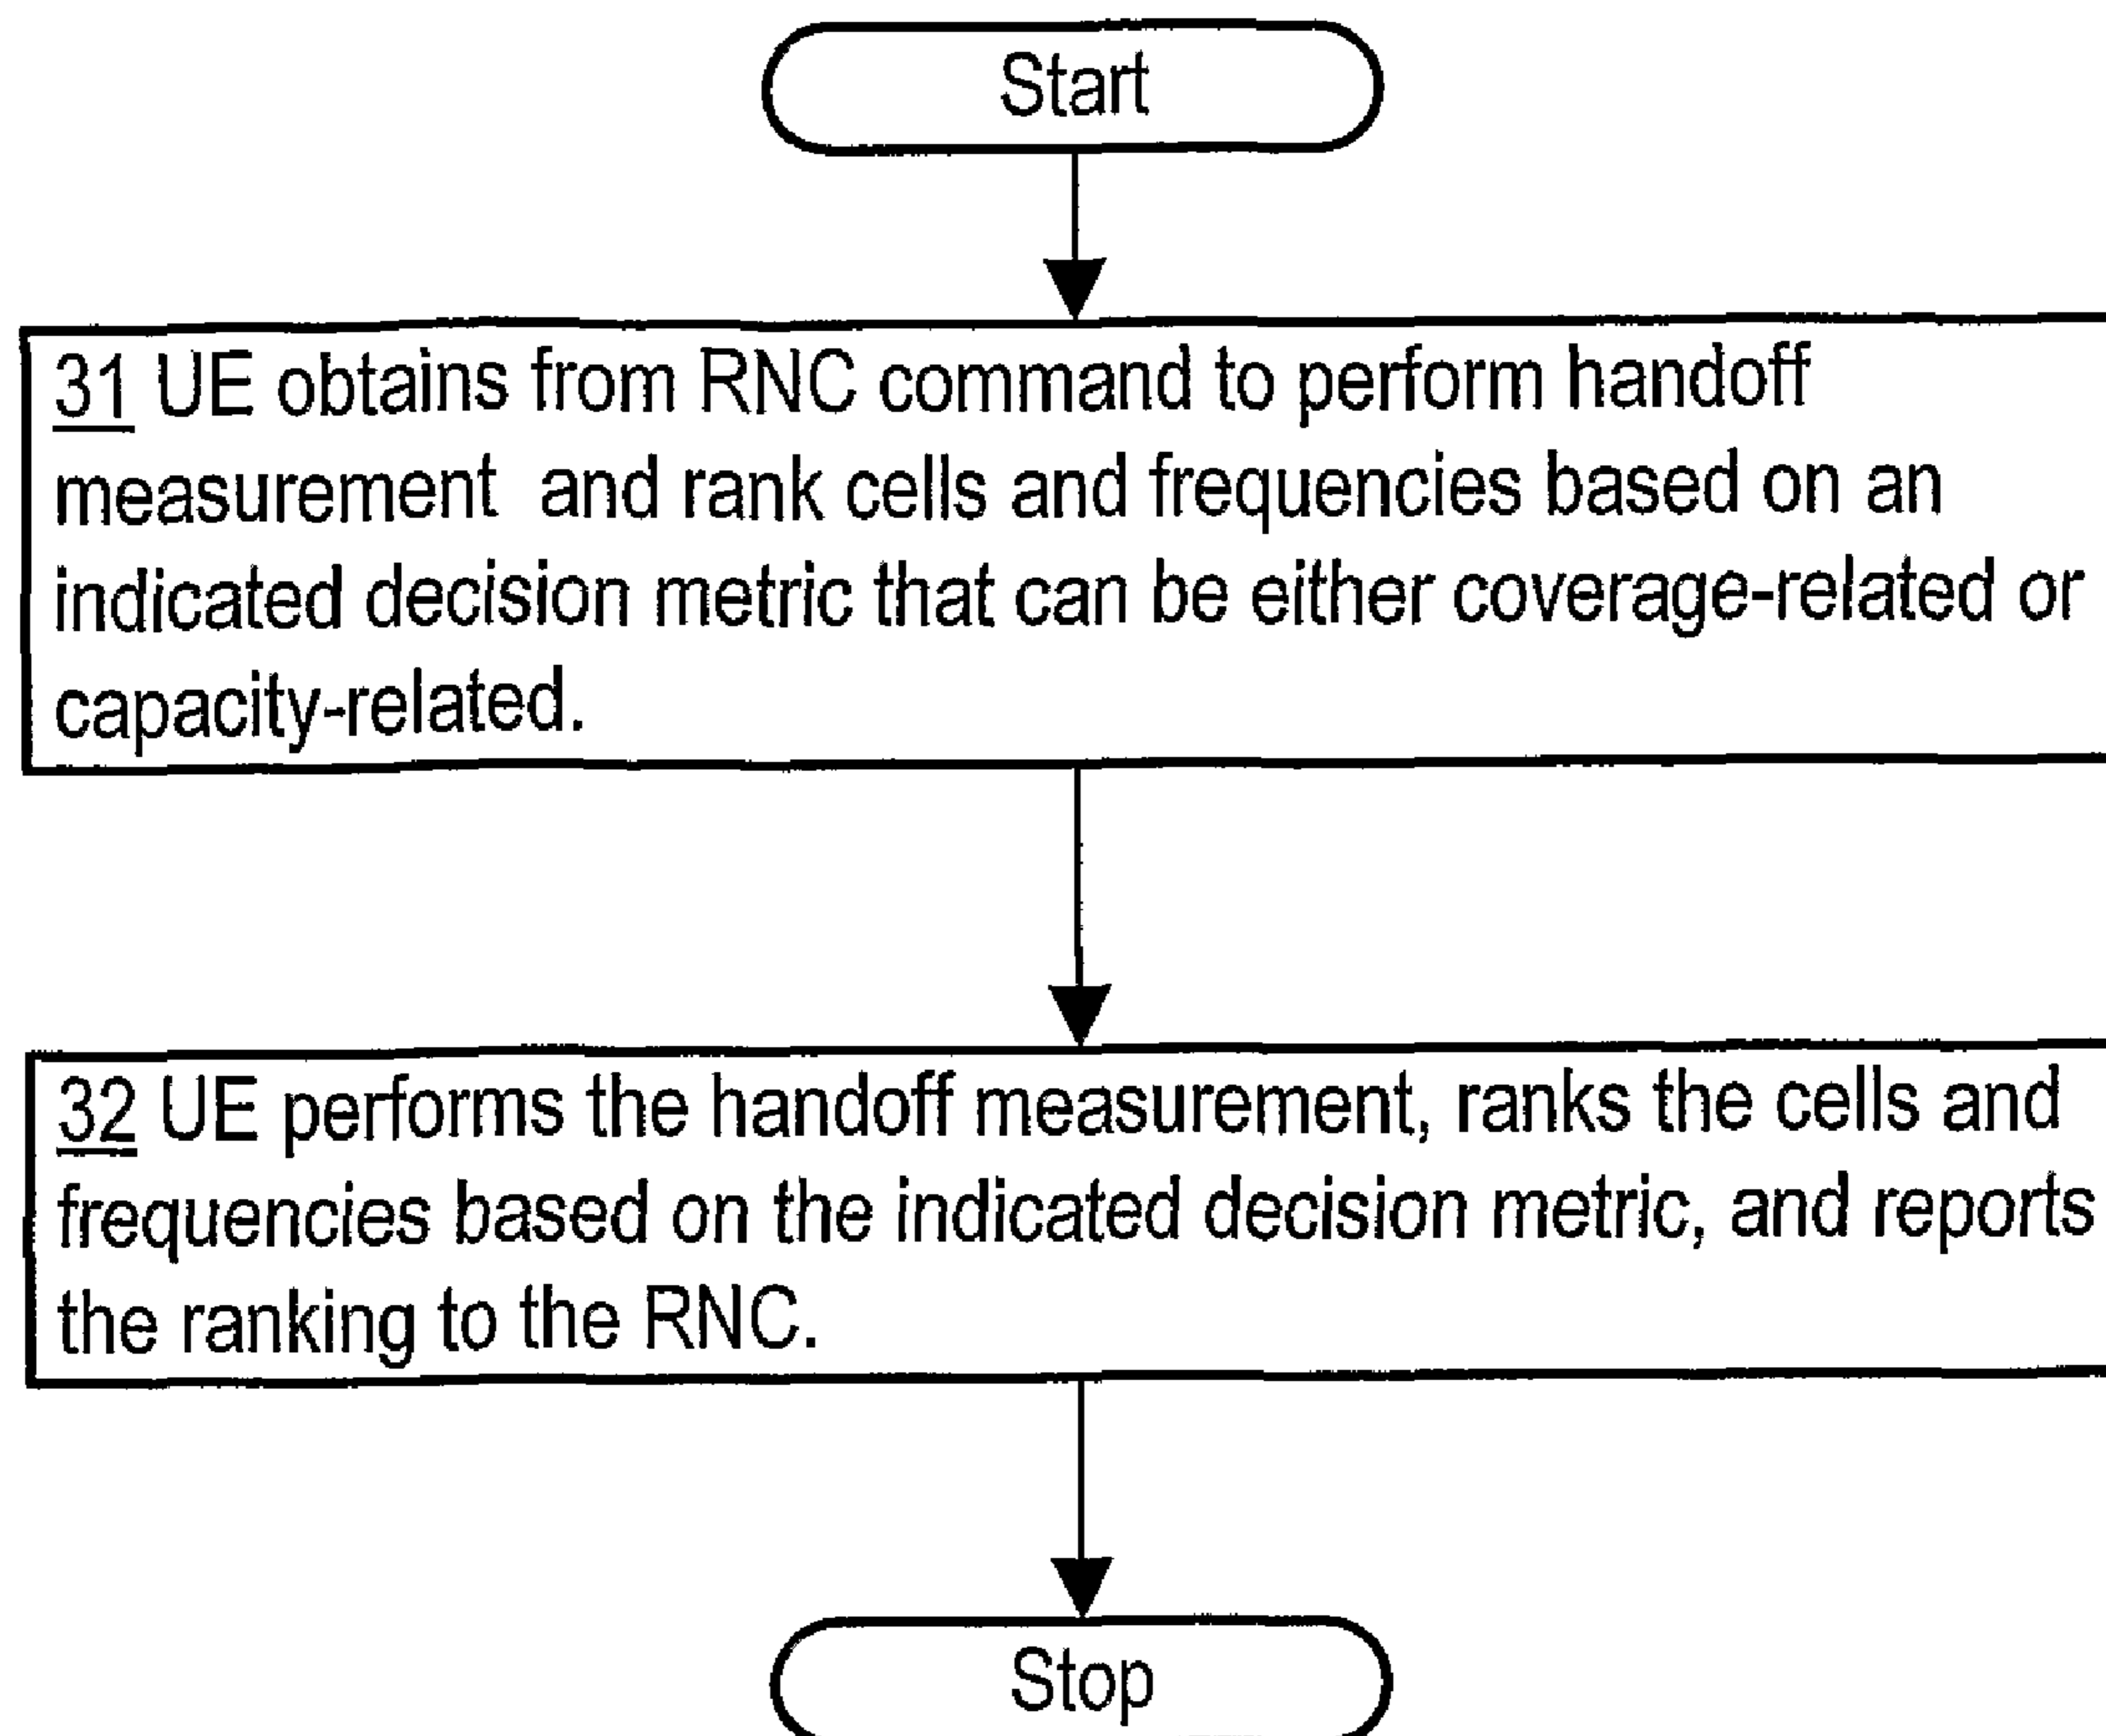 Start
31 UE obtains from RNC command to perform handoff
measurement and rank cells and frequencies based on an
indicated decision metric that can be either coverage-related or
capacity-related.
32 UE performs the handoff measurement, ranks the cells and
frequencies based on the indicated decision metric, and reports
the ranking to the RNC.
Stop